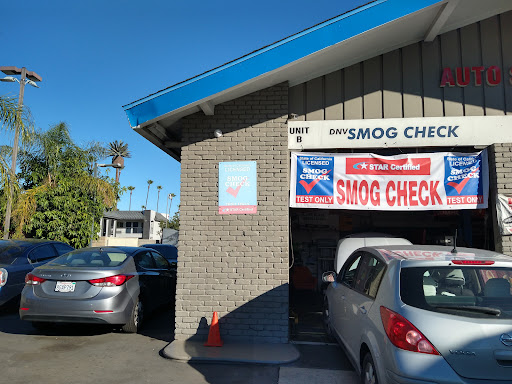 AUTO
UNIT
B
DNV SMOG CHECK
State of California
LICENSED
SMOG
CHECK
TEST ONLY
STAR Certified
SMOG CHECK
State of California
LICENSED
SMOG
CHECK
TEST ONLY
LICENSED
SMOG
CHECK